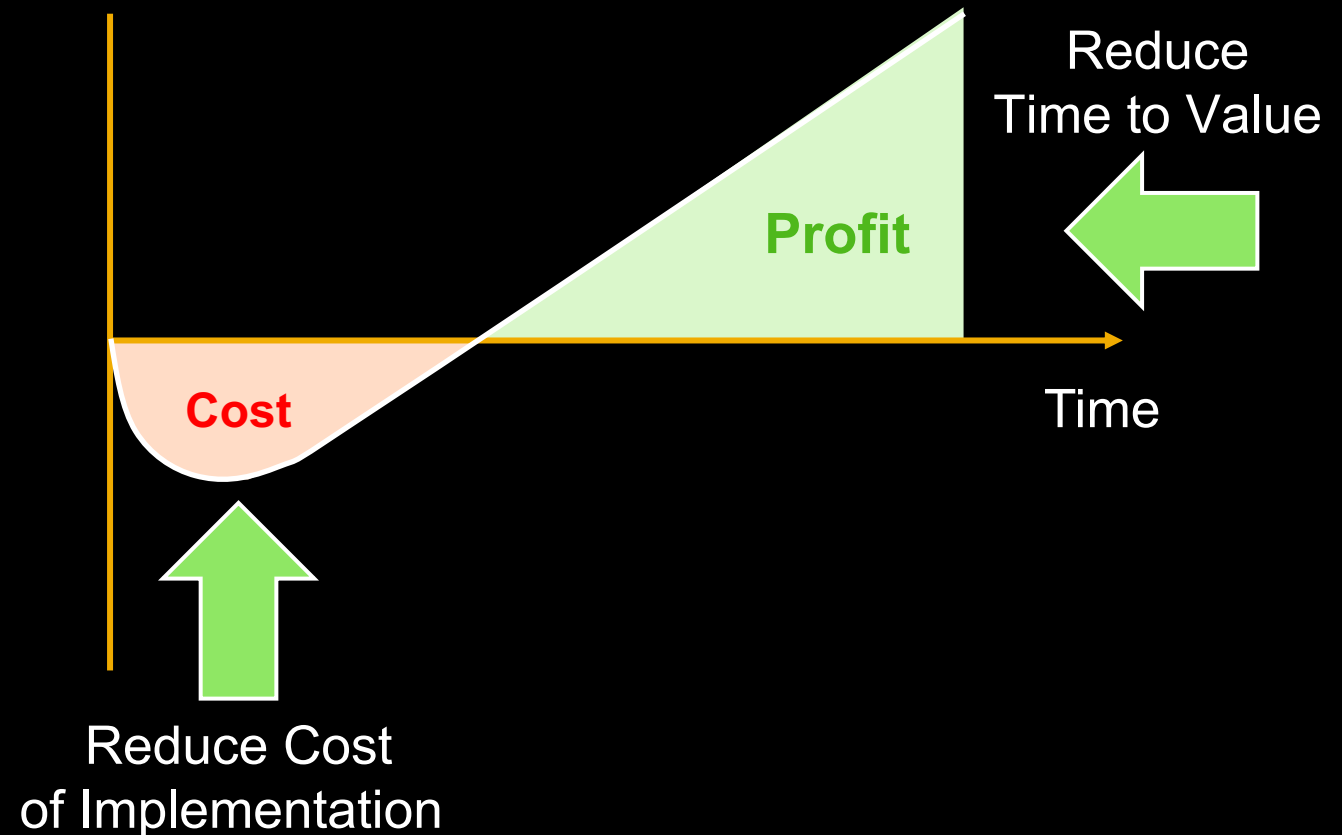 Reduce
Time to Value
Profit
Cost
Time
Reduce Cost
of Implementation